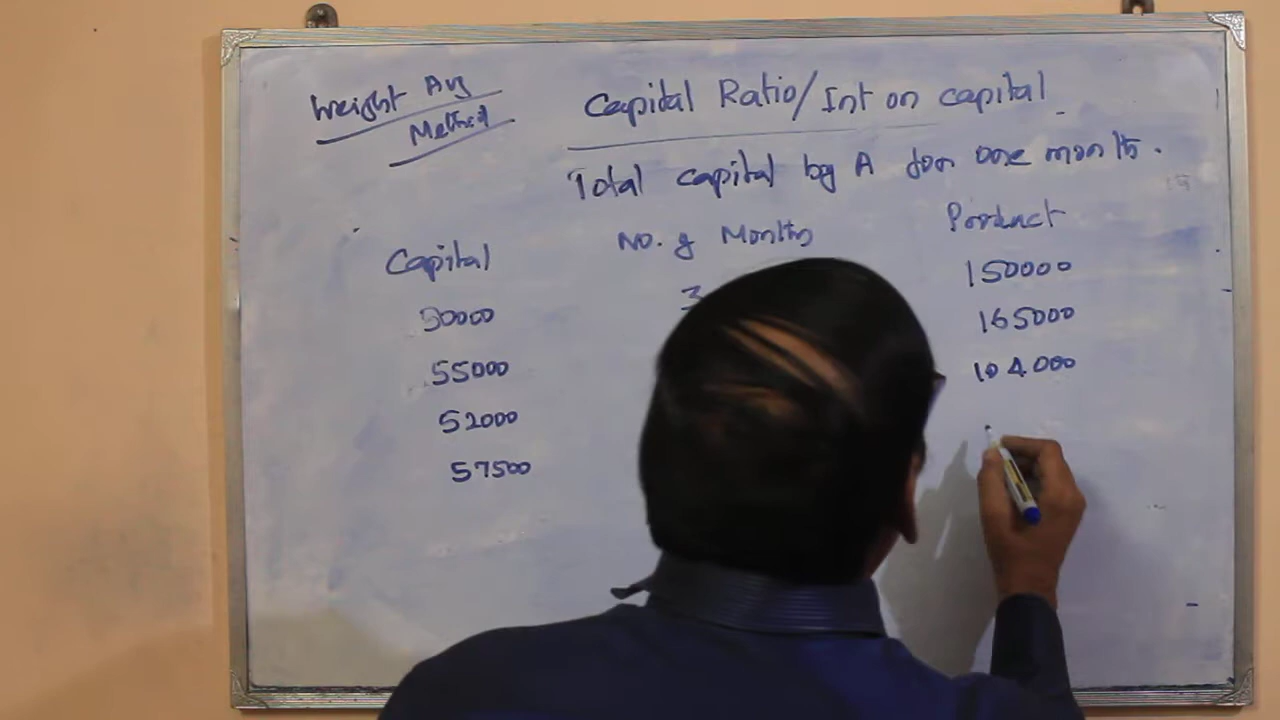 Weight Avg
Method
Capital Ratio/Int on capital
Total capital by A for one month.
Capital No. of Months Product
50000 3 150000
55000 165000
52000 104000
57500